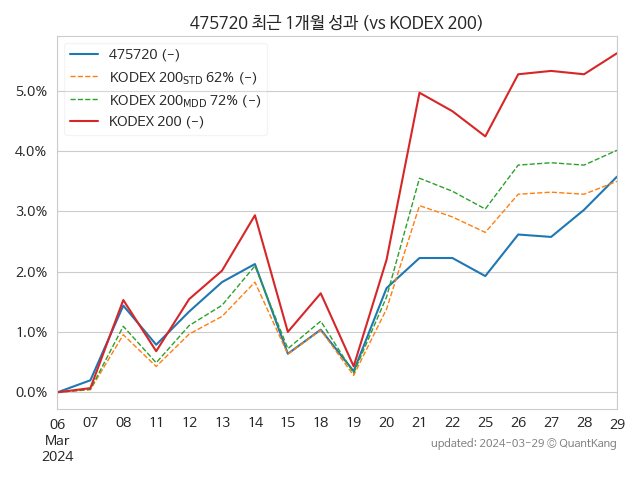 475720 최근 1개월 성과 (vs KODEX 200)
475720 (-)
KODEX 200STD 62% (-)
KODEX 200MDD 72% (-)
KODEX 200 (-)
5.0%
4.0%
3.0%
2.0%
1.0%
0.0%
06 07 08 11 12 13 14 15 18 19 20 21 22 25 26 27 28 29
Mar
2024
updated: 2024-03-29 © QuantKang